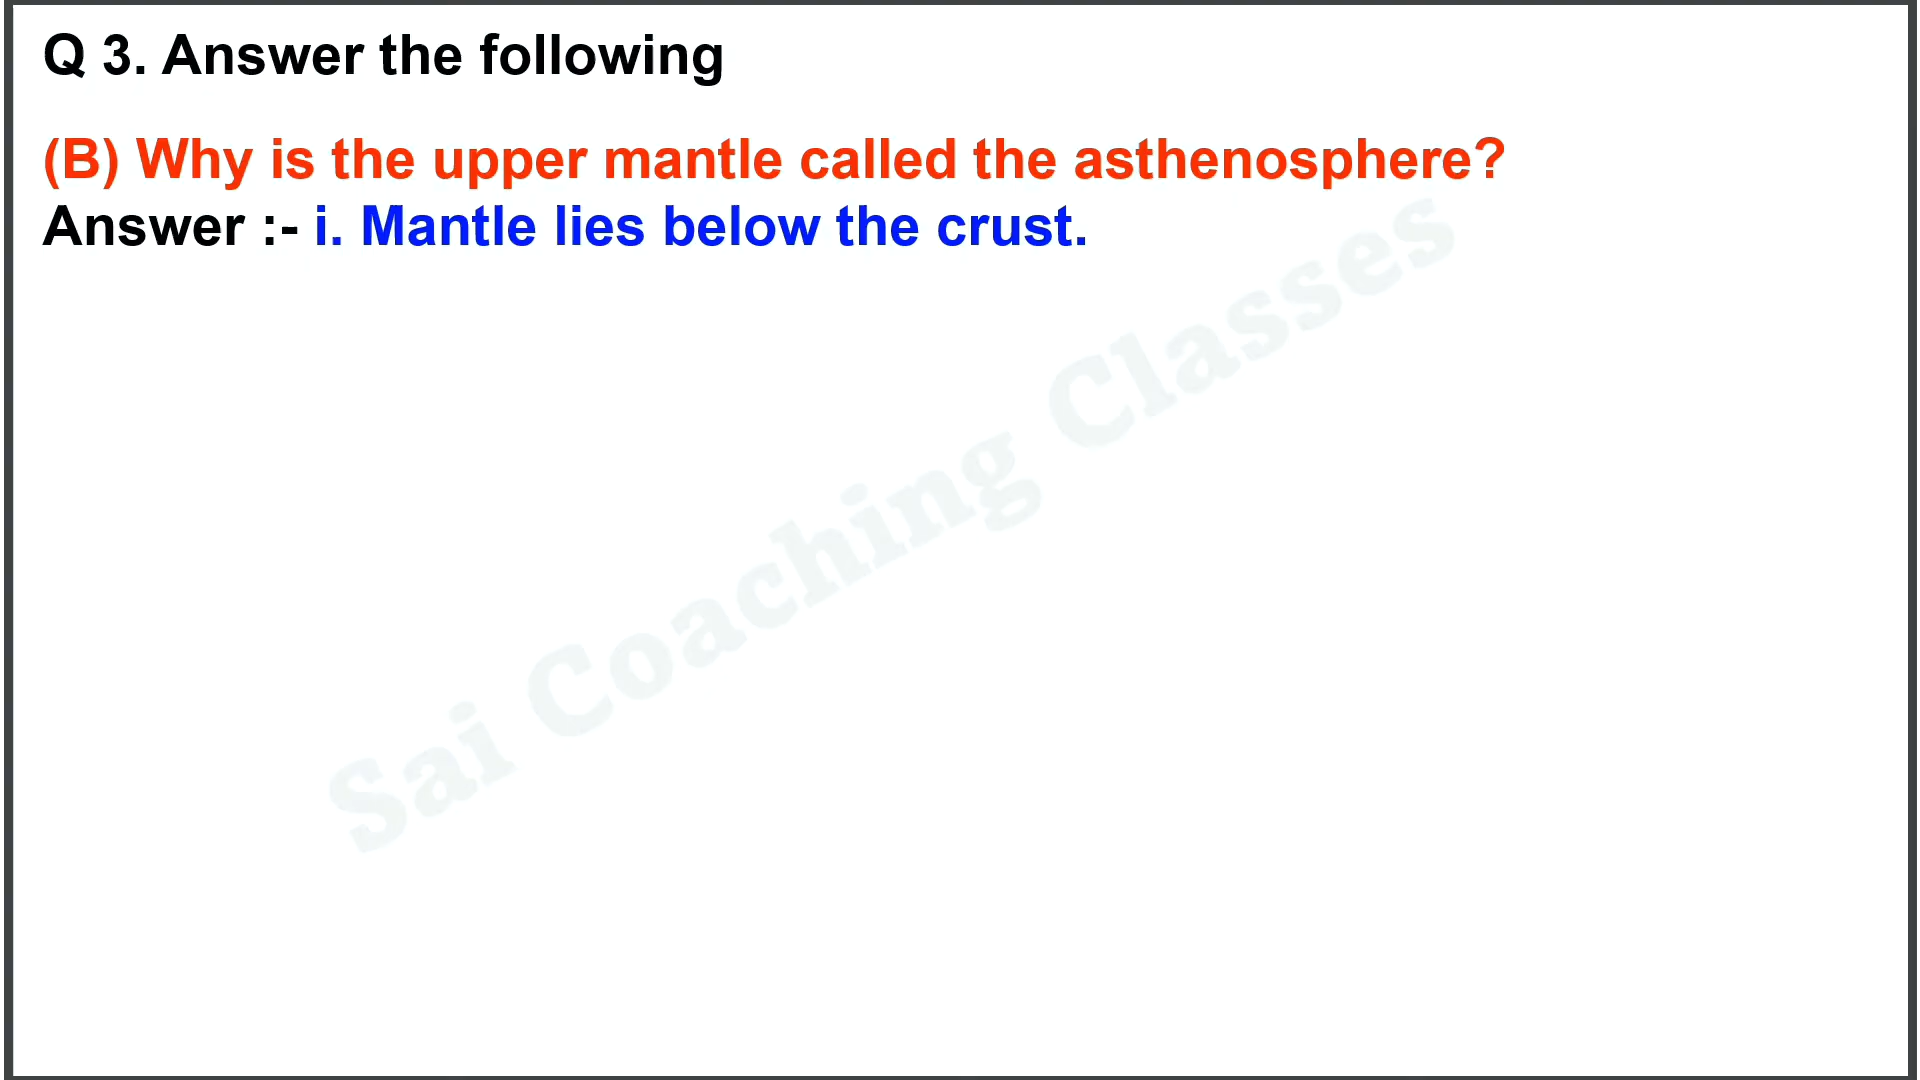 Q 3. Answer the following
(B) Why is the upper mantle called the asthenosphere?
Answer :- i. Mantle lies below the crust.
Sai Coaching Classes